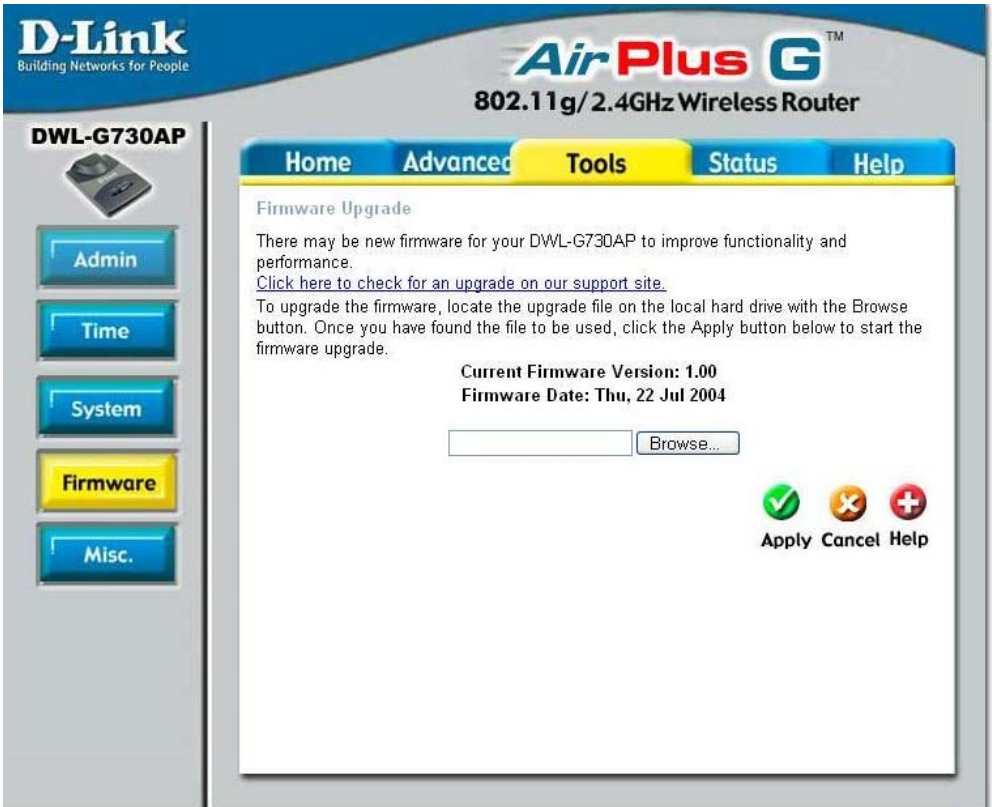 D-Link
Building Networks for People
Air Plus G™
802.11g/2.4GHz Wireless Router
DWL-G730AP
Home
Advanced
Tools
Status
Help
Admin
Time
System
Firmware
Misc.
Firmware Upgrade
There may be new firmware for your DWL-G730AP to improve functionality and
performance.
Click here to check for an upgrade on our support site.
To upgrade the firmware, locate the upgrade file on the local hard drive with the Browse
button. Once you have found the file to be used, click the Apply button below to start the
firmware upgrade.
Current Firmware Version: 1.00
Firmware Date: Thu, 22 Jul 2004
Browse...
Apply
Cancel
Help